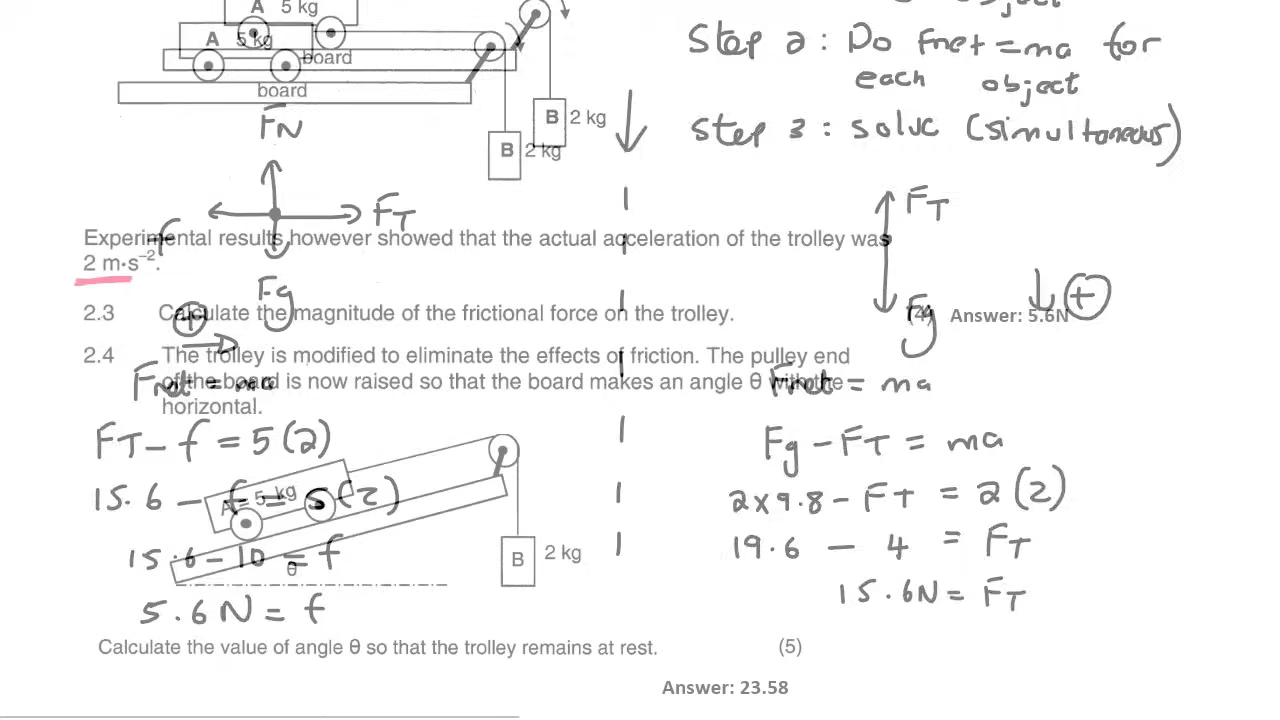 A 5 kg
object
Step 2 : Do Fnet = ma for
each object
Step 3 : solve (simultaneous)
A 5 kg
board
board
B 2 kg
B 2 kg
FN
f
FT
Fg
FT
Fg
Experimental results, however showed that the actual acceleration of the trolley was
2 m·s⁻².
2.3 Calculate the magnitude of the frictional force on the trolley. (4) Answer: 5.6N
+
+
2.4 The trolley is modified to eliminate the effects of friction. The pulley end
of the board is now raised so that the board makes an angle θ with the
horizontal.
Fnet = ma
FT - f = 5(2)
15.6 - f = 5(2)
15.6 - 10 = f
5.6N = f
Fnet = ma
Fg - FT = ma
2×9.8 - FT = 2(2)
19.6 - 4 = FT
15.6N = FT
A 5 kg
θ
B 2 kg
Calculate the value of angle θ so that the trolley remains at rest. (5)
Answer: 23.58